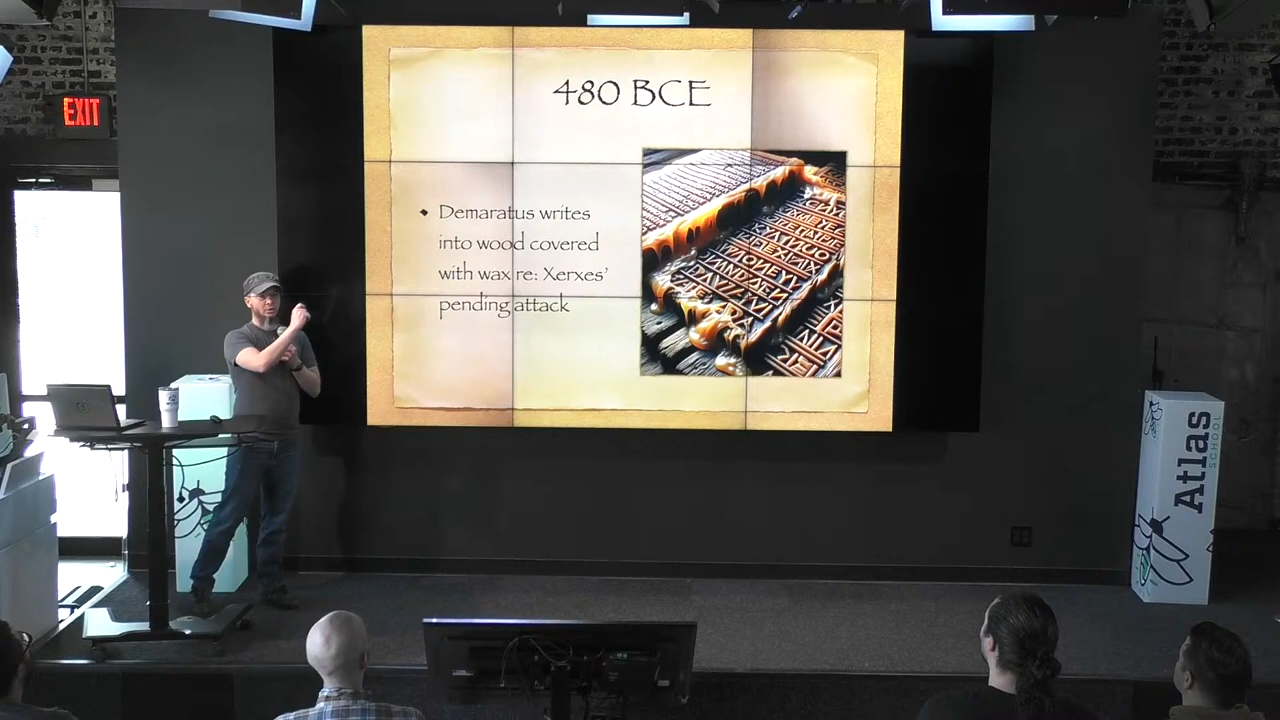 480 BCE
EXIT
• Demaratus writes
into wood covered
with wax re: Xerxes'
pending attack
Atlas
SCHOOL